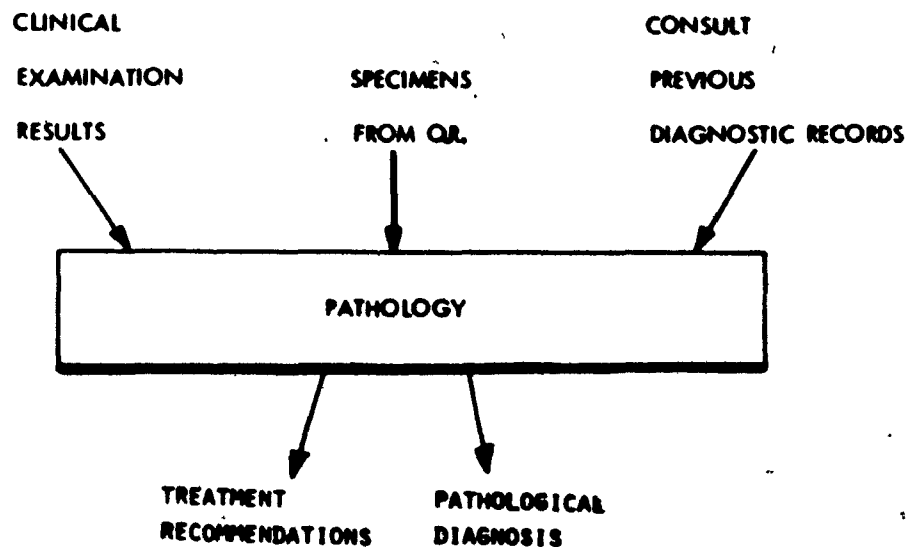 CLINICAL
EXAMINATION
RESULTS
SPECIMENS
FROM O.R.
CONSULT
PREVIOUS
DIAGNOSTIC RECORDS
PATHOLOGY
TREATMENT
RECOMMENDATIONS
PATHOLOGICAL
DIAGNOSIS